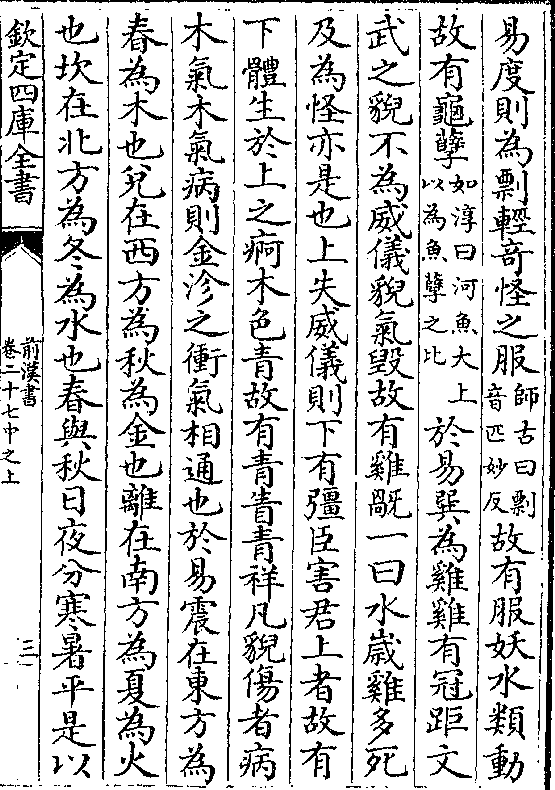 易度則為剽輕竒怪之服師古曰剽音匹妙反故有服妖水類動
故有龜孽如淳曰河魚大上以為魚孽之比於易巽為雞雞有冠距文
武之貌不為威儀貌氣毀故有雞旤一曰水嵗雞多死
及為怪亦是也上失威儀則下有彊臣害君上者故有
下體生於上之痾木色青故有青眚青祥凡貌傷者病
木氣木氣病則金沴之衝氣相通也於易震在東方為
春為木也兊在西方為秋為金也離在南方為夏為火
也坎在北方為冬為水也春與秋日夜分寒暑平是以
欽定四庫全書
前漢書
卷二十七中之上
三